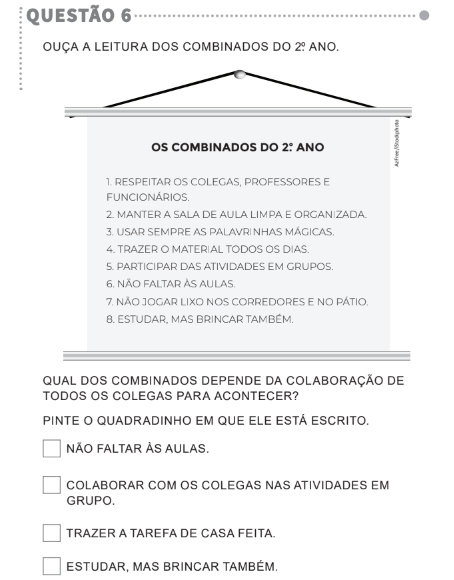 QUESTÃO 6
OUÇA A LEITURA DOS COMBINADOS DO 2º ANO.
OS COMBINADOS DO 2º ANO
1. RESPEITAR OS COLEGAS, PROFESSORES E
FUNCIONÁRIOS.
2. MANTER A SALA DE AULA LIMPA E ORGANIZADA.
3. USAR SEMPRE AS PALAVRINHAS MÁGICAS.
4. TRAZER O MATERIAL TODOS OS DIAS.
5. PARTICIPAR DAS ATIVIDADES EM GRUPOS.
6. NÃO FALTAR ÀS AULAS.
7. NÃO JOGAR LIXO NOS CORREDORES E NO PÁTIO.
8. ESTUDAR, MAS BRINCAR TAMBÉM.
QUAL DOS COMBINADOS DEPENDE DA COLABORAÇÃO DE
TODOS OS COLEGAS PARA ACONTECER?
PINTE O QUADRADINHO EM QUE ELE ESTÁ ESCRITO.
NÃO FALTAR ÀS AULAS.
COLABORAR COM OS COLEGAS NAS ATIVIDADES EM
GRUPO.
TRAZER A TAREFA DE CASA FEITA.
ESTUDAR, MAS BRINCAR TAMBÉM.